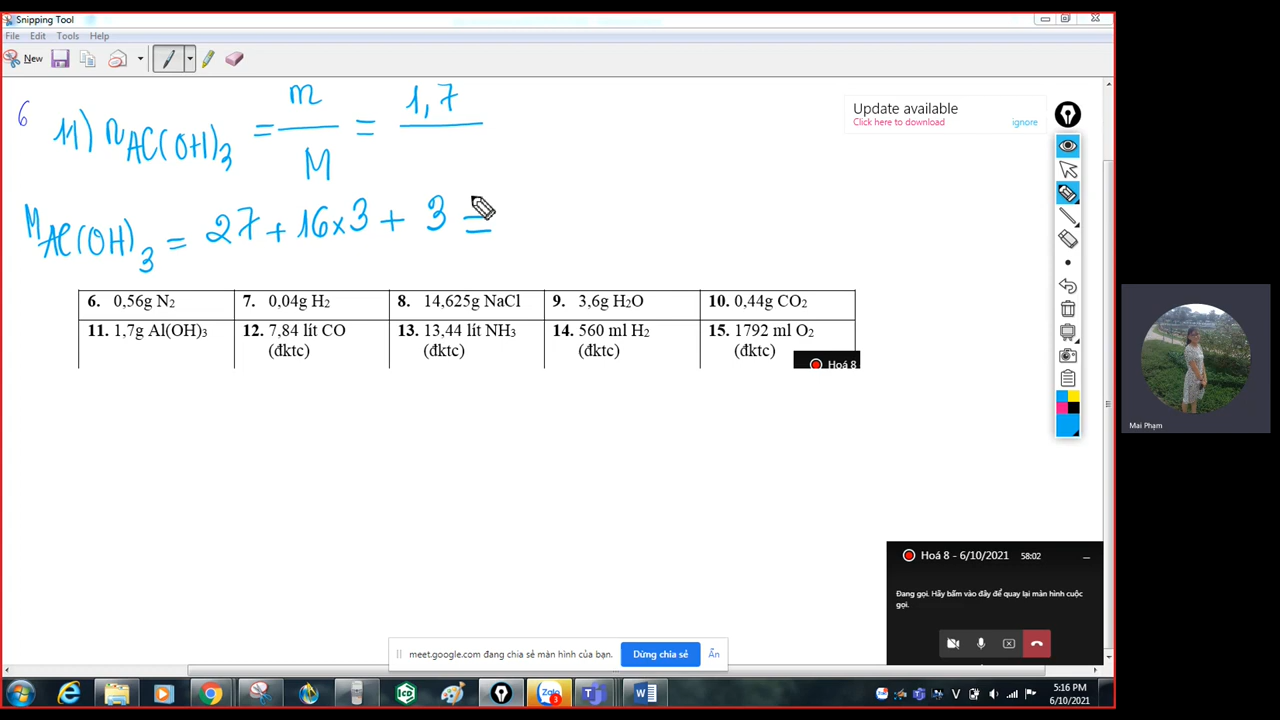 Snipping Tool
File Edit Tools Help
New
6
11) n Al(OH)3 = m / M = 1,7
M Al(OH)3 = 27 + 16 x 3 + 3 =
Update available
Click here to download ignore
6. 0,56g N2 7. 0,04g H2 8. 14,625g NaCl 9. 3,6g H2O 10. 0,44g CO2
11. 1,7g Al(OH)3 12. 7,84 lít CO 13. 13,44 lít NH3 14. 560 ml H2 15. 1792 ml O2
(đktc) (đktc) (đktc) (đktc)
Hoá 8
Mai Phạm
Hoá 8 - 6/10/2021 58:02
Đang gọi. Hãy bấm vào đây để quay lại màn hình cuộc
gọi.
meet.google.com đang chia sẻ màn hình của bạn. Dừng chia sẻ Ẩn
5:16 PM
6/10/2021